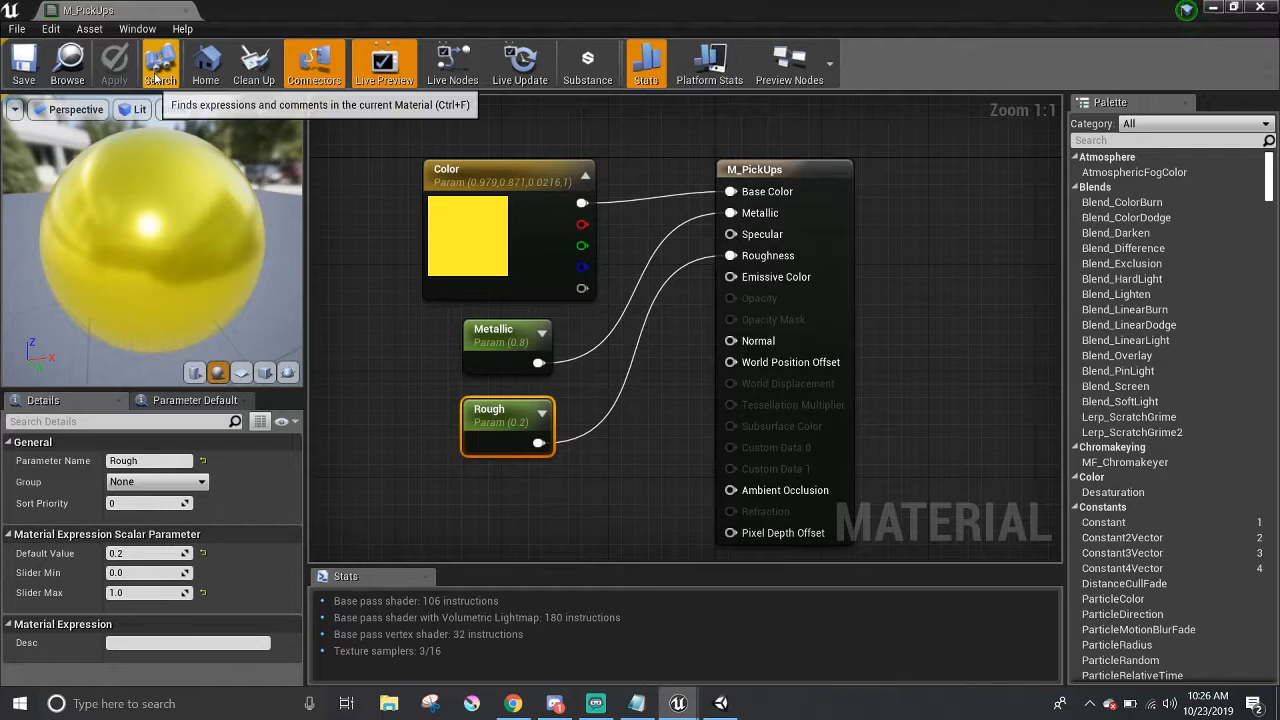 M_PickUps
File Edit Asset Window Help
Save Browse Apply Search Home Clean Up Connectors Live Preview Live Nodes Live Update Substance Stats Platform Stats Preview Nodes
Finds expressions and comments in the current Material (Ctrl+F)
Perspective Lit
Zoom 1:1
Palette
Category: All
Search
Atmosphere
AtmosphericFogColor
Blends
Blend_ColorBurn
Blend_ColorDodge
Blend_Darken
Blend_Difference
Blend_Exclusion
Blend_HardLight
Blend_Lighten
Blend_LinearBurn
Blend_LinearDodge
Blend_LinearLight
Blend_Overlay
Blend_PinLight
Blend_Screen
Blend_SoftLight
Lerp_ScratchGrime
Lerp_ScratchGrime2
Chromakeying
MF_Chromakeyer
Color
Desaturation
Constants
Constant 1
Constant2Vector 2
Constant3Vector 3
Constant4Vector 4
DistanceCullFade
ParticleColor
ParticleDirection
ParticleMotionBlurFade
ParticleRadius
ParticleRandom
ParticleRelativeTime
Color
Param (0.979,0.871,0.0216,1)
Metallic
Param (0.8)
Rough
Param (0.2)
M_PickUps
Base Color
Metallic
Specular
Roughness
Emissive Color
Opacity
Opacity Mask
Normal
World Position Offset
World Displacement
Tessellation Multiplier
Subsurface Color
Custom Data 0
Custom Data 1
Ambient Occlusion
Refraction
Pixel Depth Offset
MATERIAL
Z
X
Details Parameter Default
Search Details
General
Parameter Name Rough
Group None
Sort Priority 0
Material Expression Scalar Parameter
Default Value 0.2
Slider Min 0.0
Slider Max 1.0
Material Expression
Desc
Stats
Base pass shader: 106 instructions
Base pass shader with Volumetric Lightmap: 180 instructions
Base pass vertex shader: 32 instructions
Texture samplers: 3/16
Type here to search
10:26 AM
10/23/2019
2